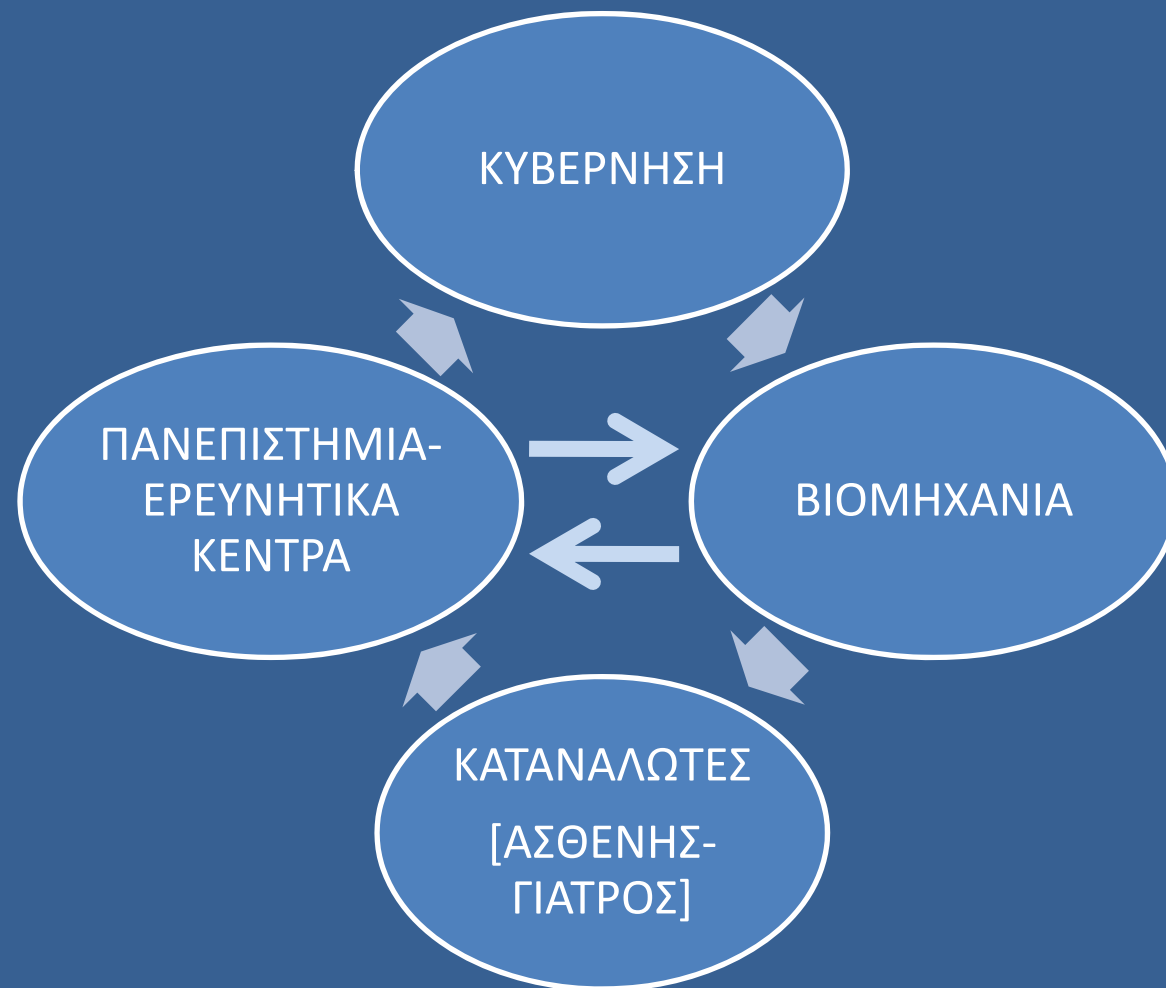 ΚΥΒΕΡΝΗΣΗ
ΠΑΝΕΠΙΣΤΗΜΙΑ-
ΕΡΕΥΝΗΤΙΚΑ
ΚΕΝΤΡΑ
ΒΙΟΜΗΧΑΝΙΑ
ΚΑΤΑΝΑΛΩΤΕΣ
[ΑΣΘΕΝΗΣ-
ΓΙΑΤΡΟΣ]